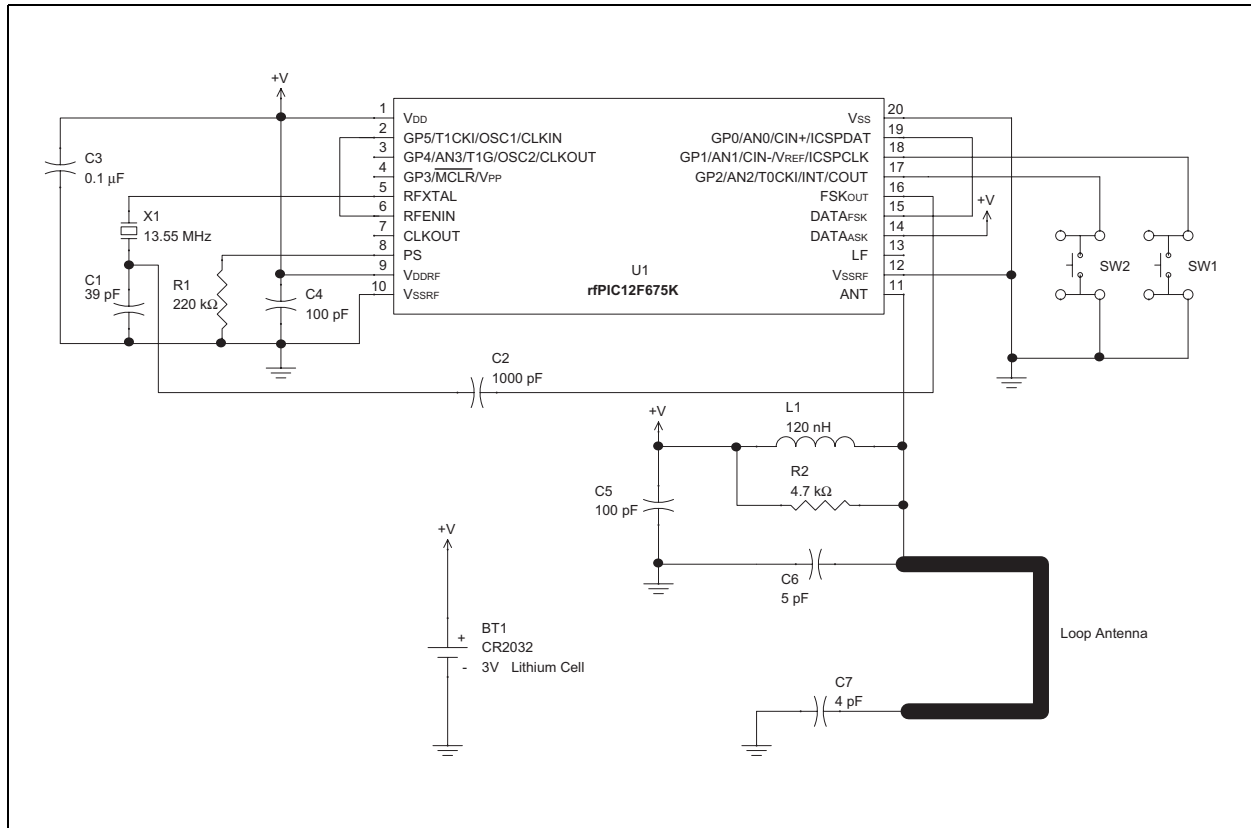 +V
1 VDD
2 GP5/T1CKI/OSC1/CLKIN
3 GP4/AN3/T1G/OSC2/CLKOUT
4 GP3/MCLR/VPP
5 RFXTAL
6 RFENIN
7 CLKOUT
8 PS
9 VDDRF
10 VSSRF
U1
rfPIC12F675K
VSS 20
GP0/AN0/CIN+/ICSPDAT 19
GP1/AN1/CIN-/VREF/ICSPCLK 18
GP2/AN2/T0CKI/INT/COUT 17
FSKOUT 16
DATAFSK 15
DATAASK 14
LF 13
VSSRF 12
ANT 11
+V
C3
0.1 µF
X1
13.55 MHz
C1
39 pF
R1
220 kΩ
C4
100 pF
SW2
SW1
C2
1000 pF
+V
L1
120 nH
R2
4.7 kΩ
C5
100 pF
C6
5 pF
+V
+
BT1
CR2032
- 3V Lithium Cell
Loop Antenna
C7
4 pF